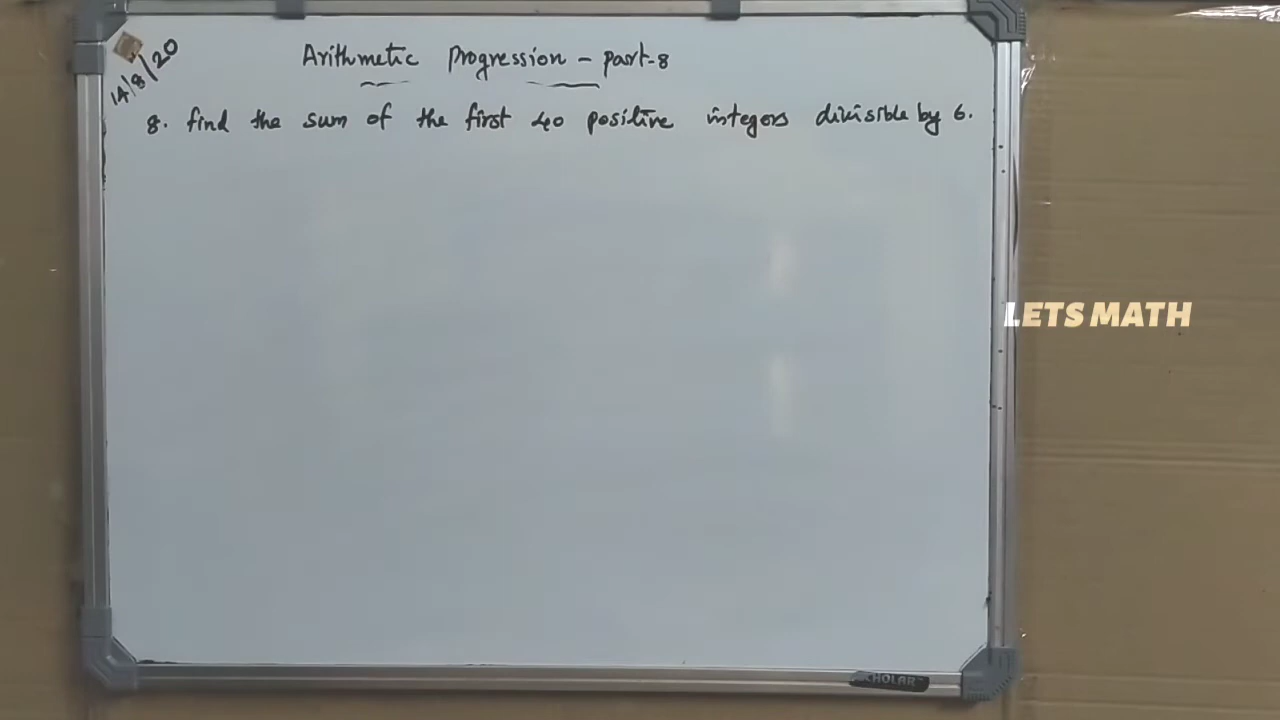 14/8/20
Arithmetic Progression - part-8
8. find the sum of the first 40 positive integers divisible by 6.
LETS MATH